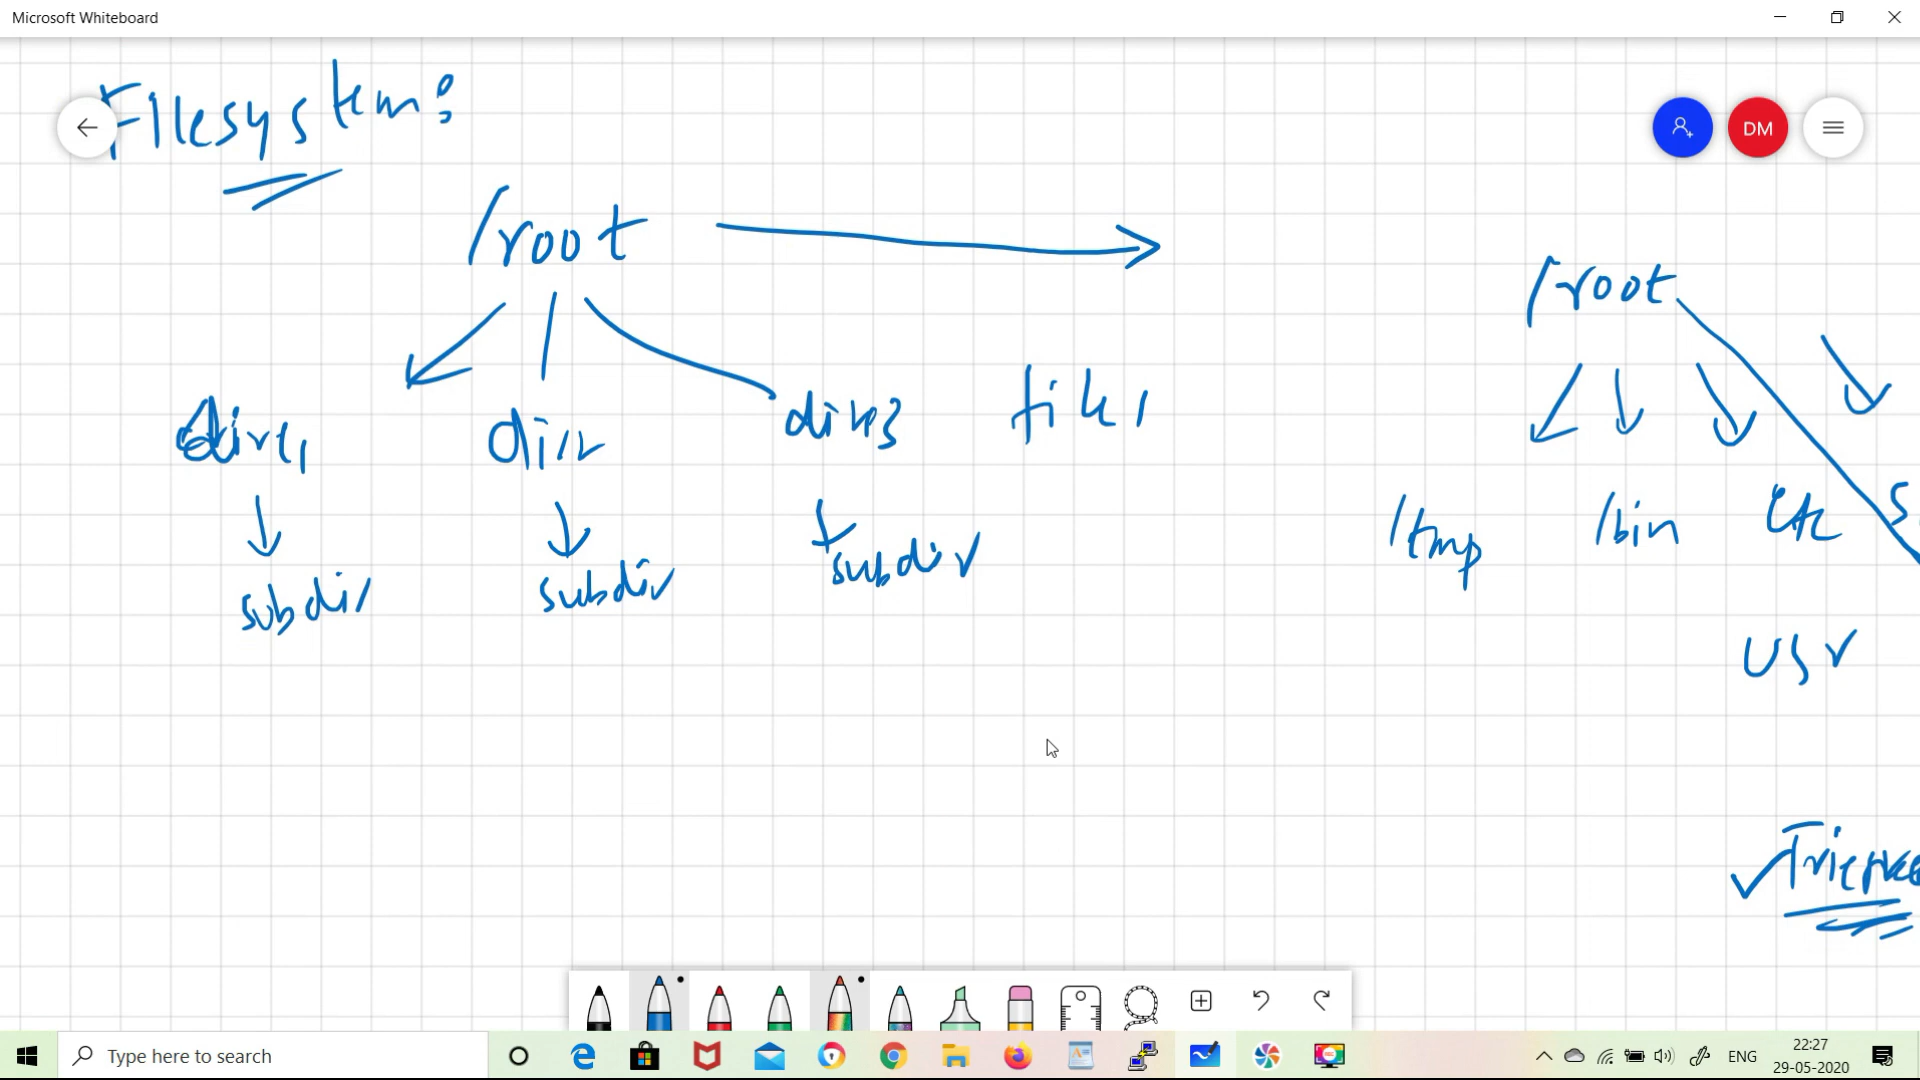 Microsoft Whiteboard
Filesystem:
/root
/root
DM
dir1
dir2
dir3
file1
subdir
subdir
subdir
/tmp
/bin
etc
S
usr
Type here to search
ENG
22:27
29-05-2020